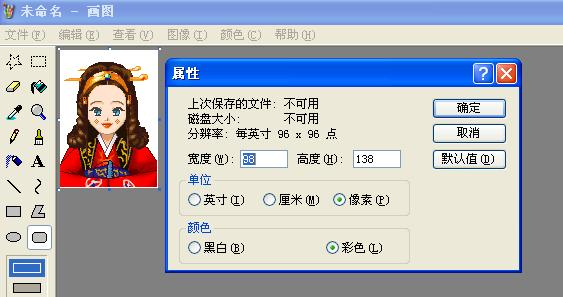 未命名 - 画图
文件(F) 编辑(E) 查看(V) 图像(I) 颜色(C) 帮助(H)
属性
上次保存的文件: 不可用
磁盘大小: 不可用
分辨率: 每英寸 96 x 96 点
宽度(W): 98 高度(H): 138
单位
英寸(I) 厘米(M) 像素(P)
颜色
黑白(B) 彩色(L)
确定
取消
默认值(D)
A